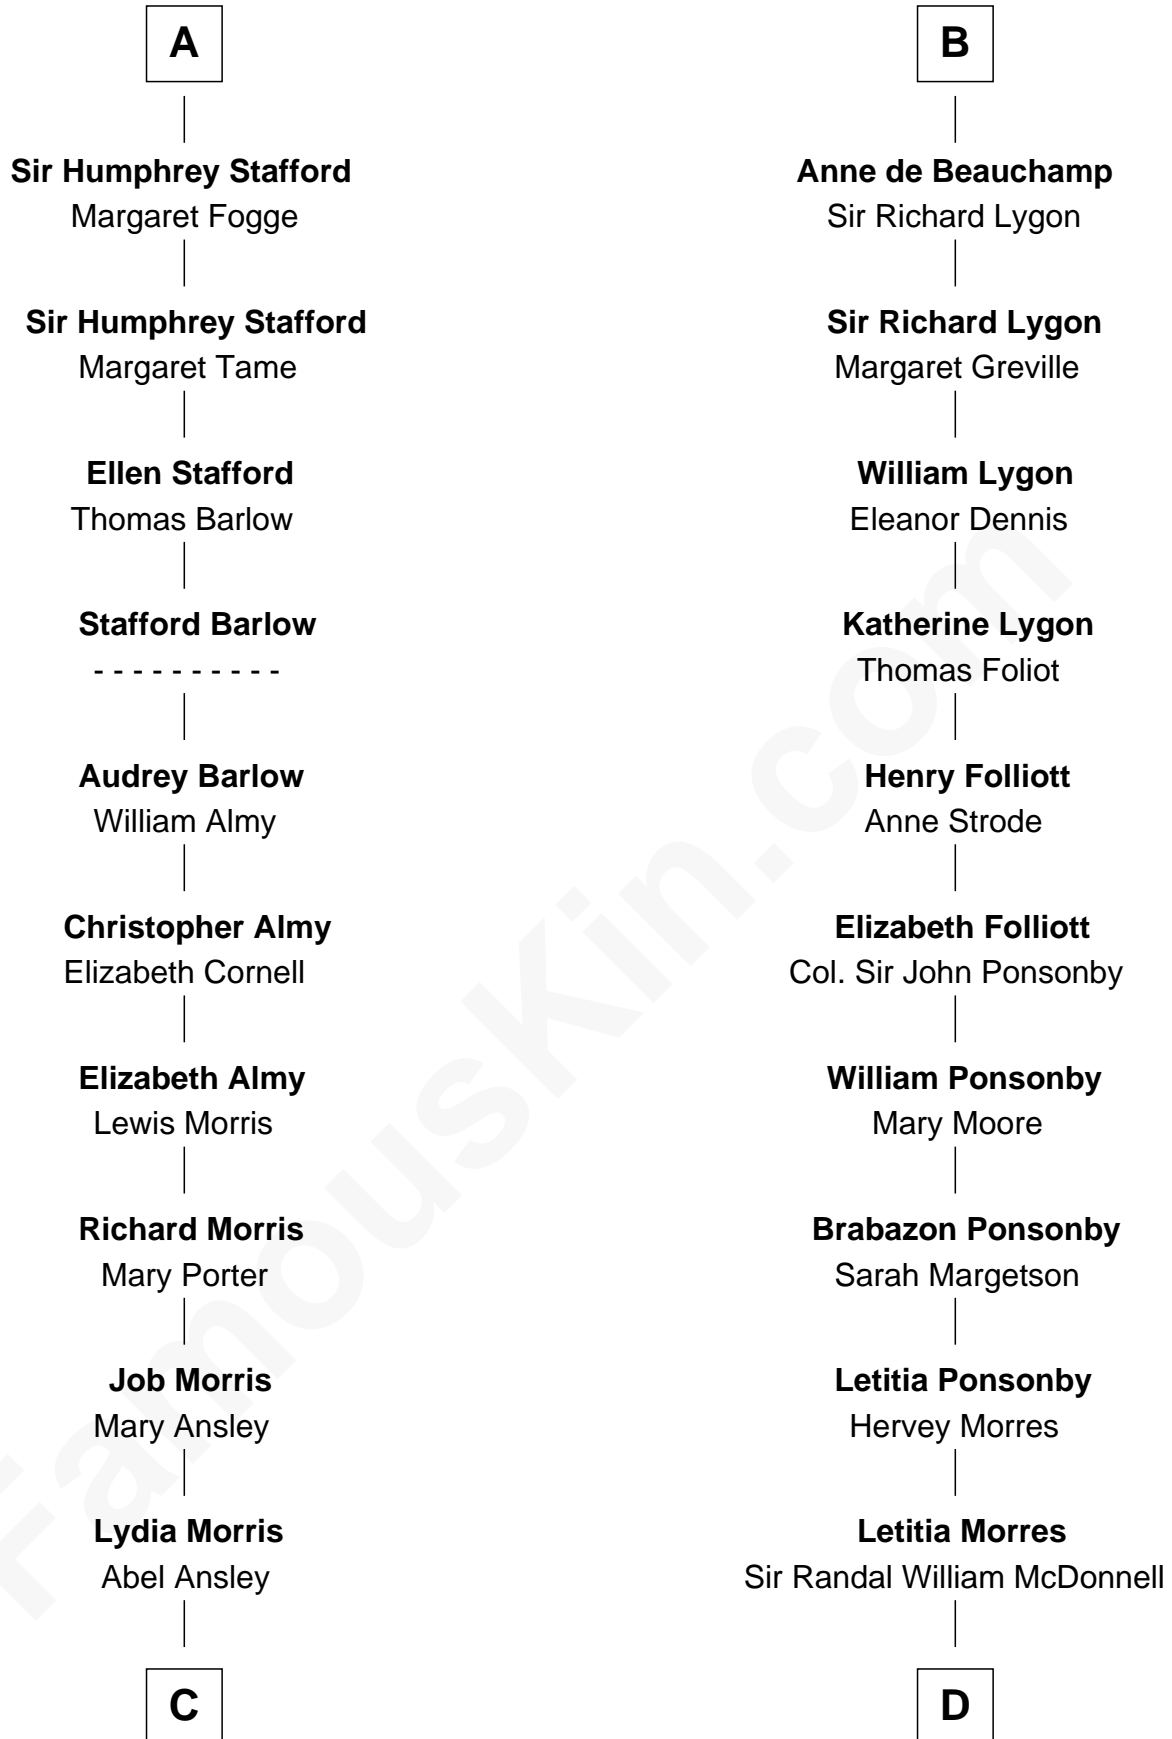 A
Sir Humphrey Stafford
Margaret Fogge
Sir Humphrey Stafford
Margaret Tame
Ellen Stafford
Thomas Barlow
Stafford Barlow
- - - - - - - - - -
Audrey Barlow
William Almy
Christopher Almy
Elizabeth Cornell
Elizabeth Almy
Lewis Morris
Richard Morris
Mary Porter
Job Morris
Mary Ansley
Lydia Morris
Abel Ansley
C
B
Anne de Beauchamp
Sir Richard Lygon
Sir Richard Lygon
Margaret Greville
William Lygon
Eleanor Dennis
Katherine Lygon
Thomas Foliot
Henry Folliott
Anne Strode
Elizabeth Folliott
Col. Sir John Ponsonby
William Ponsonby
Mary Moore
Brabazon Ponsonby
Sarah Margetson
Letitia Ponsonby
Hervey Morres
Letitia Morres
Sir Randal William McDonnell
D
FamousKin.com